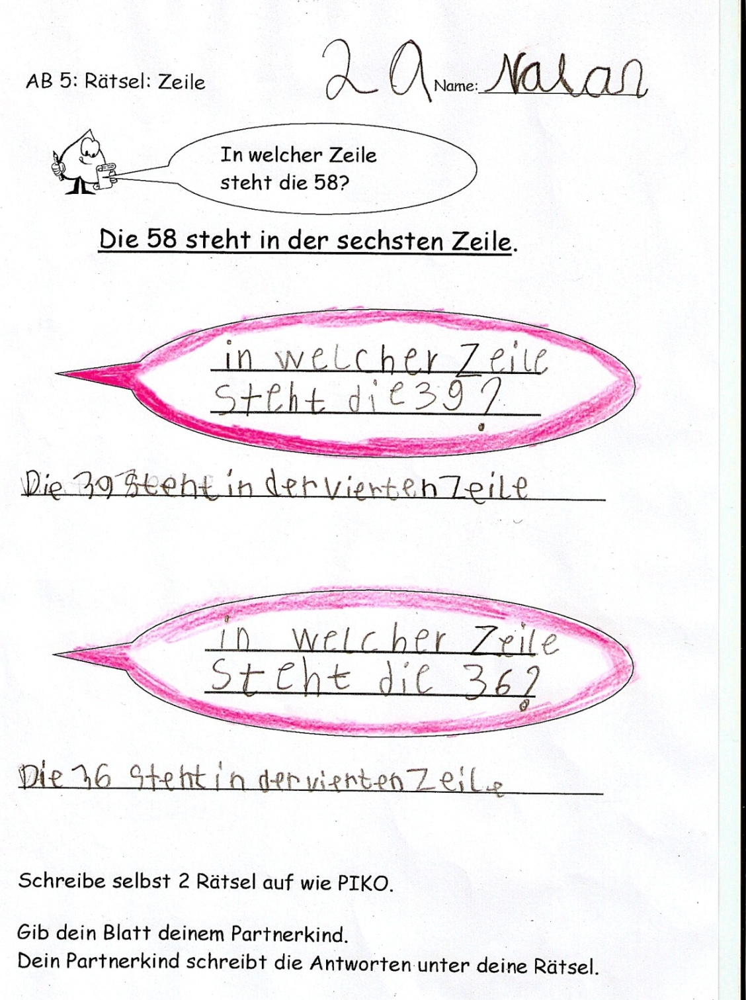 AB 5: Rätsel: Zeile
2a Name: Nalan
In welcher Zeile
steht die 58?
Die 58 steht in der sechsten Zeile.
in welcher Zeile
steht die 39?
Die 39 steht in der vierten Zeile
in welcher Zeile
steht die 36?
Die 36 steht in der vierten Zeile
Schreibe selbst 2 Rätsel auf wie PIKO.
Gib dein Blatt deinem Partnerkind.
Dein Partnerkind schreibt die Antworten unter deine Rätsel.